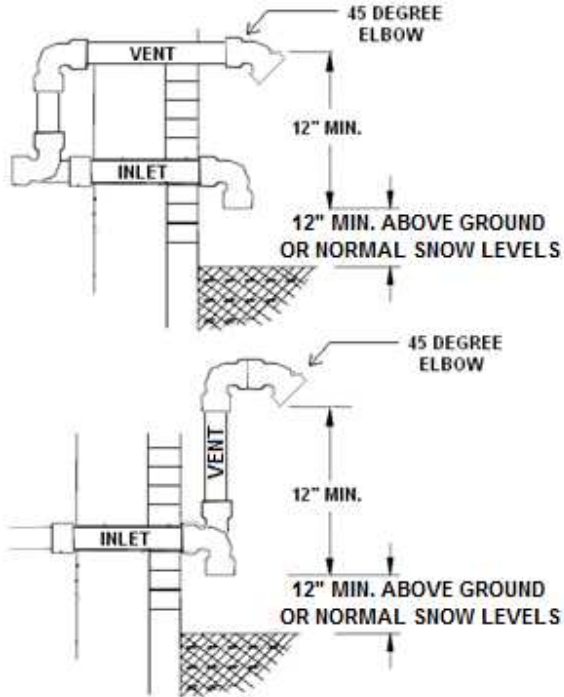 45 DEGREE
ELBOW
VENT
12" MIN.
INLET
12" MIN. ABOVE GROUND
OR NORMAL SNOW LEVELS
45 DEGREE
ELBOW
VENT
12" MIN.
INLET
12" MIN. ABOVE GROUND
OR NORMAL SNOW LEVELS